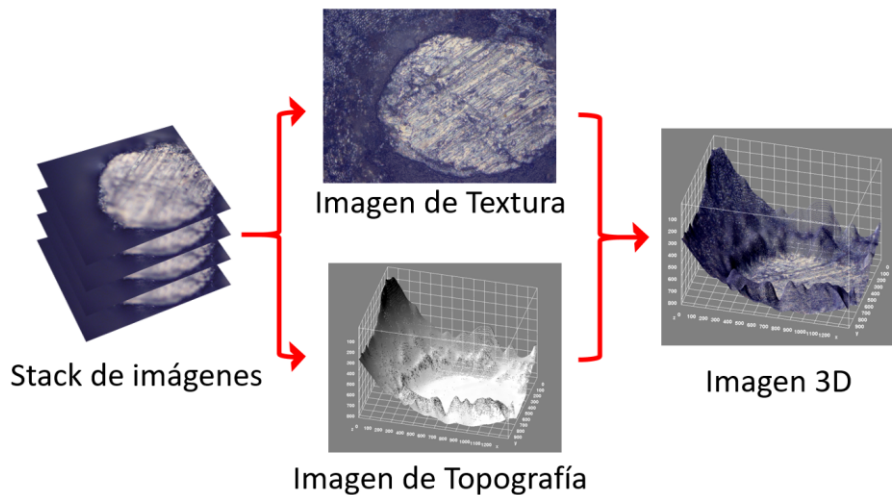 Imagen de Textura
Stack de imágenes
Imagen de Topografía
Imagen 3D